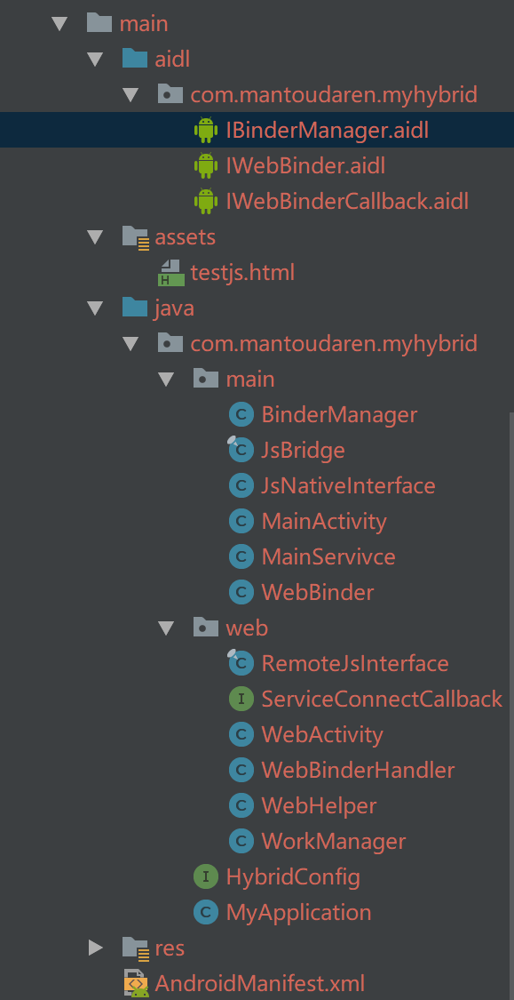 main
aidl
com.mantoudaren.myhybrid
IBinderManager.aidl
IWebBinder.aidl
IWebBinderCallback.aidl
assets
H testjs.html
java
com.mantoudaren.myhybrid
main
C BinderManager
C JsBridge
C JsNativeInterface
C MainActivity
C MainServivce
C WebBinder
web
C RemoteJsInterface
I ServiceConnectCallback
C WebActivity
C WebBinderHandler
C WebHelper
C WorkManager
I HybridConfig
C MyApplication
res
<> AndroidManifest.xml